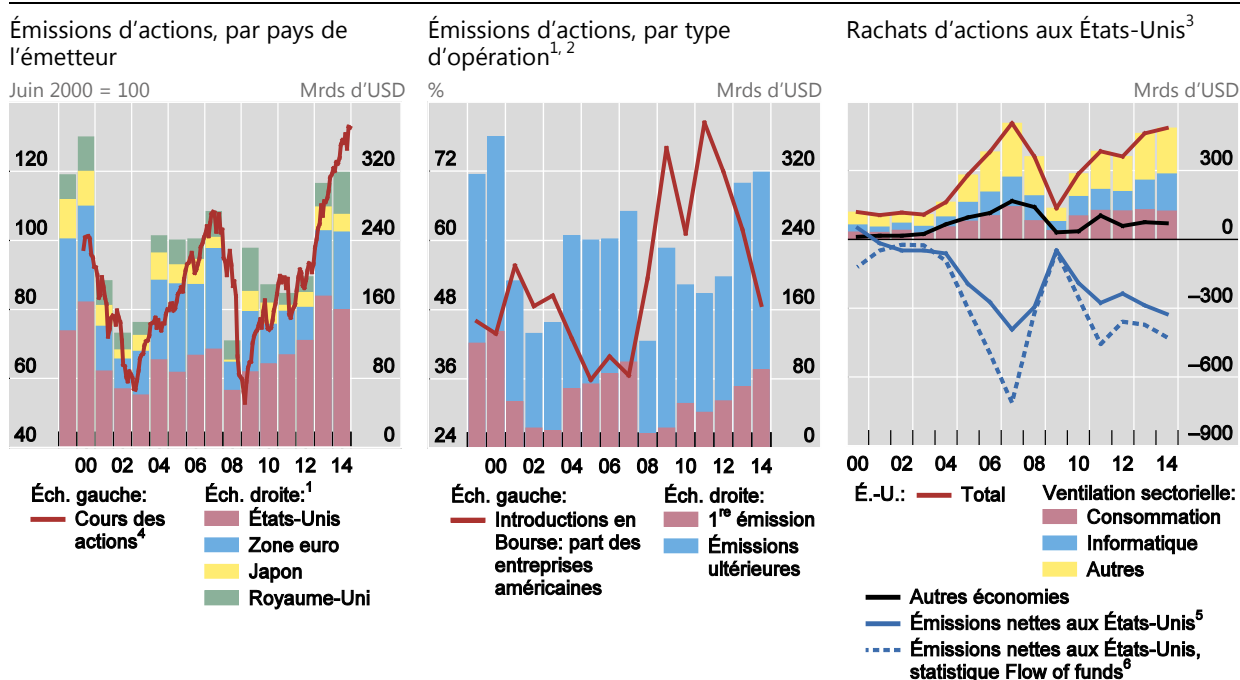 Émissions d’actions, par pays de
l’émetteur
Juin 2000 = 100 Mrds d’USD
120 320
100 240
80 160
60 80
40 0
00 02 04 06 08 10 12 14
Éch. gauche:
Cours des
actions4
Éch. droite:1
États-Unis
Zone euro
Japon
Royaume-Uni
Émissions d’actions, par type
d’opération1, 2
% Mrds d’USD
72 320
60 240
48 160
36 80
24 0
00 02 04 06 08 10 12 14
Éch. gauche:
Introductions en
Bourse: part des
entreprises
américaines
Éch. droite:
1re émission
Émissions
ultérieures
Rachats d’actions aux États-Unis3
Mrds d’USD
300
0
–300
–600
–900
00 02 04 06 08 10 12 14
É.-U.: Total
Ventilation sectorielle:
Consommation
Informatique
Autres
Autres économies
Émissions nettes aux États-Unis5
Émissions nettes aux États-Unis,
statistique Flow of funds6